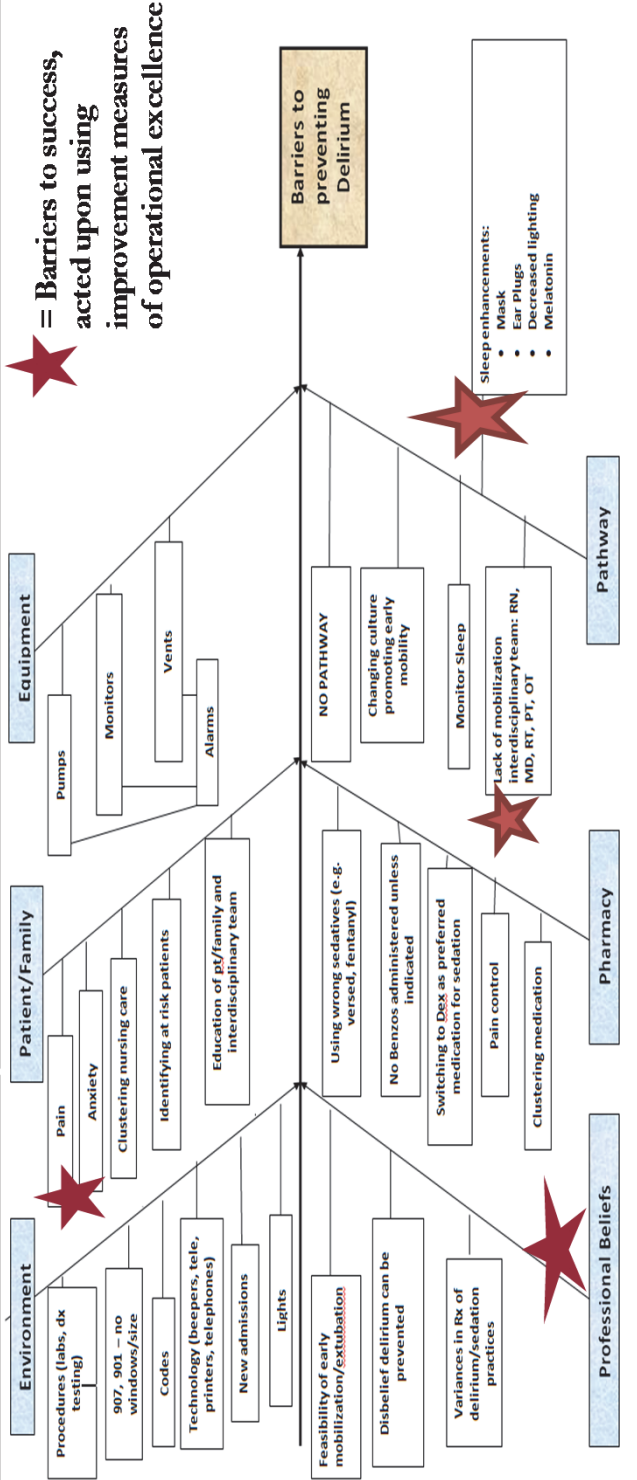 = Barriers to success,
acted upon using
improvement measures
of operational excellence
Environment
Procedures (labs, dx
testing)
907, 901 – no
windows/size
Codes
Technology (beepers, tele,
printers, telephones)
New admissions
Lights
Patient/Family
Pain
Anxiety
Clustering nursing care
Identifying at risk patients
Education of pt/family and
interdisciplinary team
Equipment
Pumps
Monitors
Vents
Alarms
Barriers to
preventing
Delirium
Feasibility of early
mobilization/extubation
Disbelief delirium can be
prevented
Variances in Rx of
delirium/sedation
practices
Professional Beliefs
Using wrong sedatives (e.g.
versed, fentanyl)
No Benzos administered unless
indicated
Switching to Dex as preferred
medication for sedation
Pain control
Clustering medication
Pharmacy
NO PATHWAY
Changing culture
promoting early
mobility
Monitor Sleep
Lack of mobilization
interdisciplinary team: RN,
MD, RT, PT, OT
Pathway
Sleep enhancements:
• Mask
• Ear Plugs
• Decreased lighting
• Melatonin